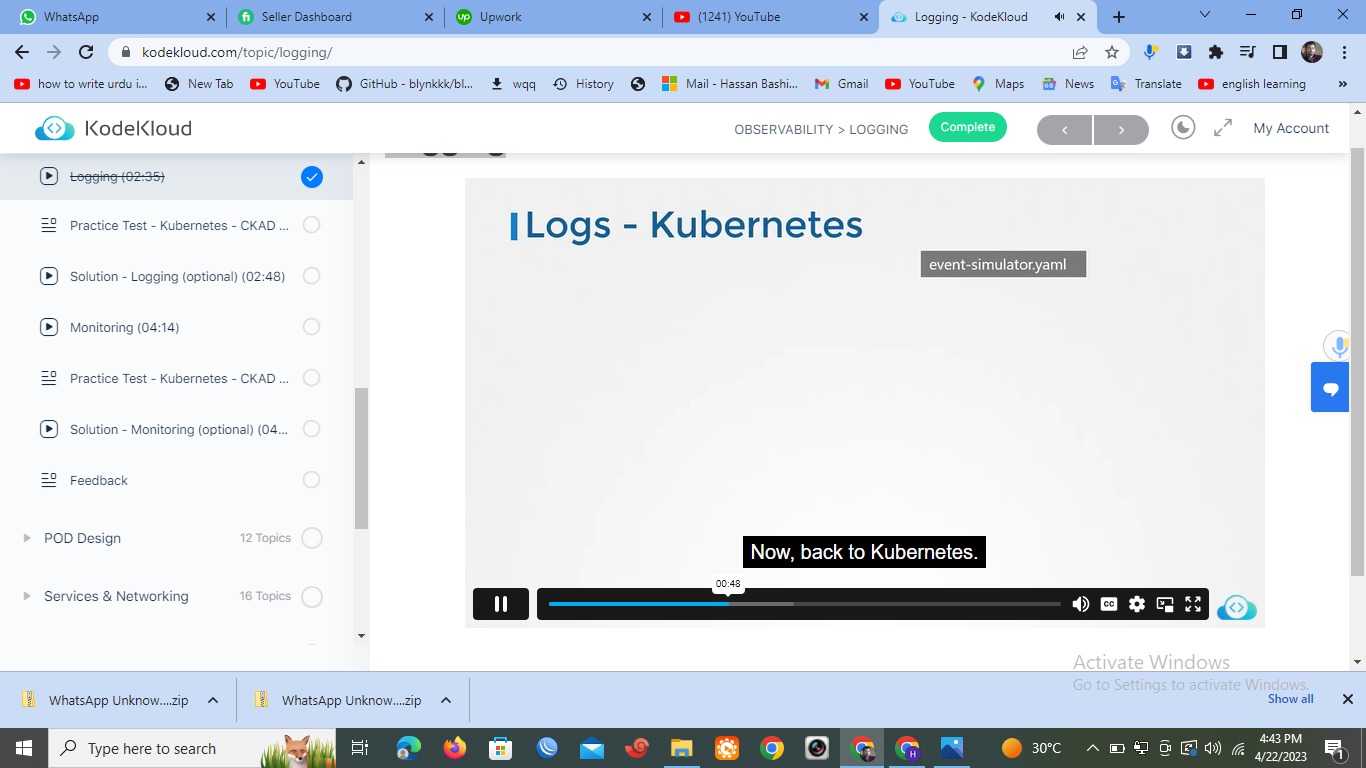 WhatsApp
Seller Dashboard
Upwork
(1241) YouTube
Logging - KodeKloud
kodekloud.com/topic/logging/
how to write urdu i...
New Tab
YouTube
GitHub - blynkkk/bl...
wqq
History
Mail - Hassan Bashi...
Gmail
YouTube
Maps
News
Translate
english learning
»
KodeKloud
OBSERVABILITY > LOGGING
Complete
<
>
My Account
Logging (02:35)
Practice Test - Kubernetes - CKAD ...
Solution - Logging (optional) (02:48)
Monitoring (04:14)
Practice Test - Kubernetes - CKAD ...
Solution - Monitoring (optional) (04...
Feedback
POD Design
12 Topics
Services & Networking
16 Topics
Logs - Kubernetes
event-simulator.yaml
Now, back to Kubernetes.
00:48
CC
Activate Windows
Go to Settings to activate Windows.
WhatsApp Unknow....zip
WhatsApp Unknow....zip
Show all
Type here to search
30°C
4:43 PM
4/22/2023
1